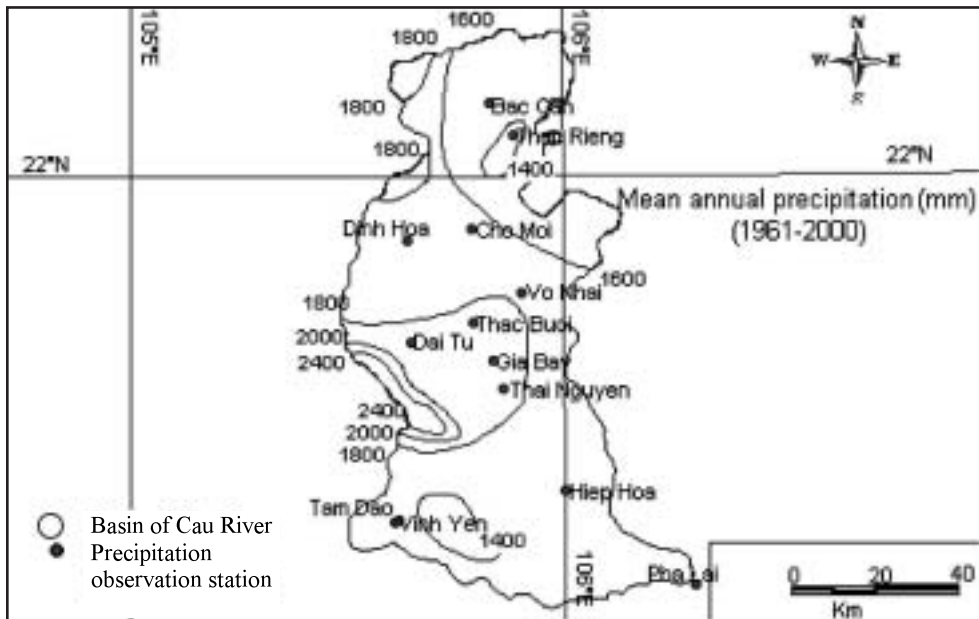 105°E
1600
106°E
1800
N
W E
S
1800
Bac Can
1800
22°N
22°N
1400
Mean annual precipitation (mm)
(1961-2000)
Dinh Hoa
Cho Moi
1600
Vo Nhai
1800
Thac Buoi
2000
Dai Tu
2400
Gia Bay
Thai Nguyen
2400
2000
1800
Hiep Hoa
Tam Dao
Vinh Yen
1400
Basin of Cau River
Precipitation
observation station
106°E
Pha Lai
0 20 40
Km